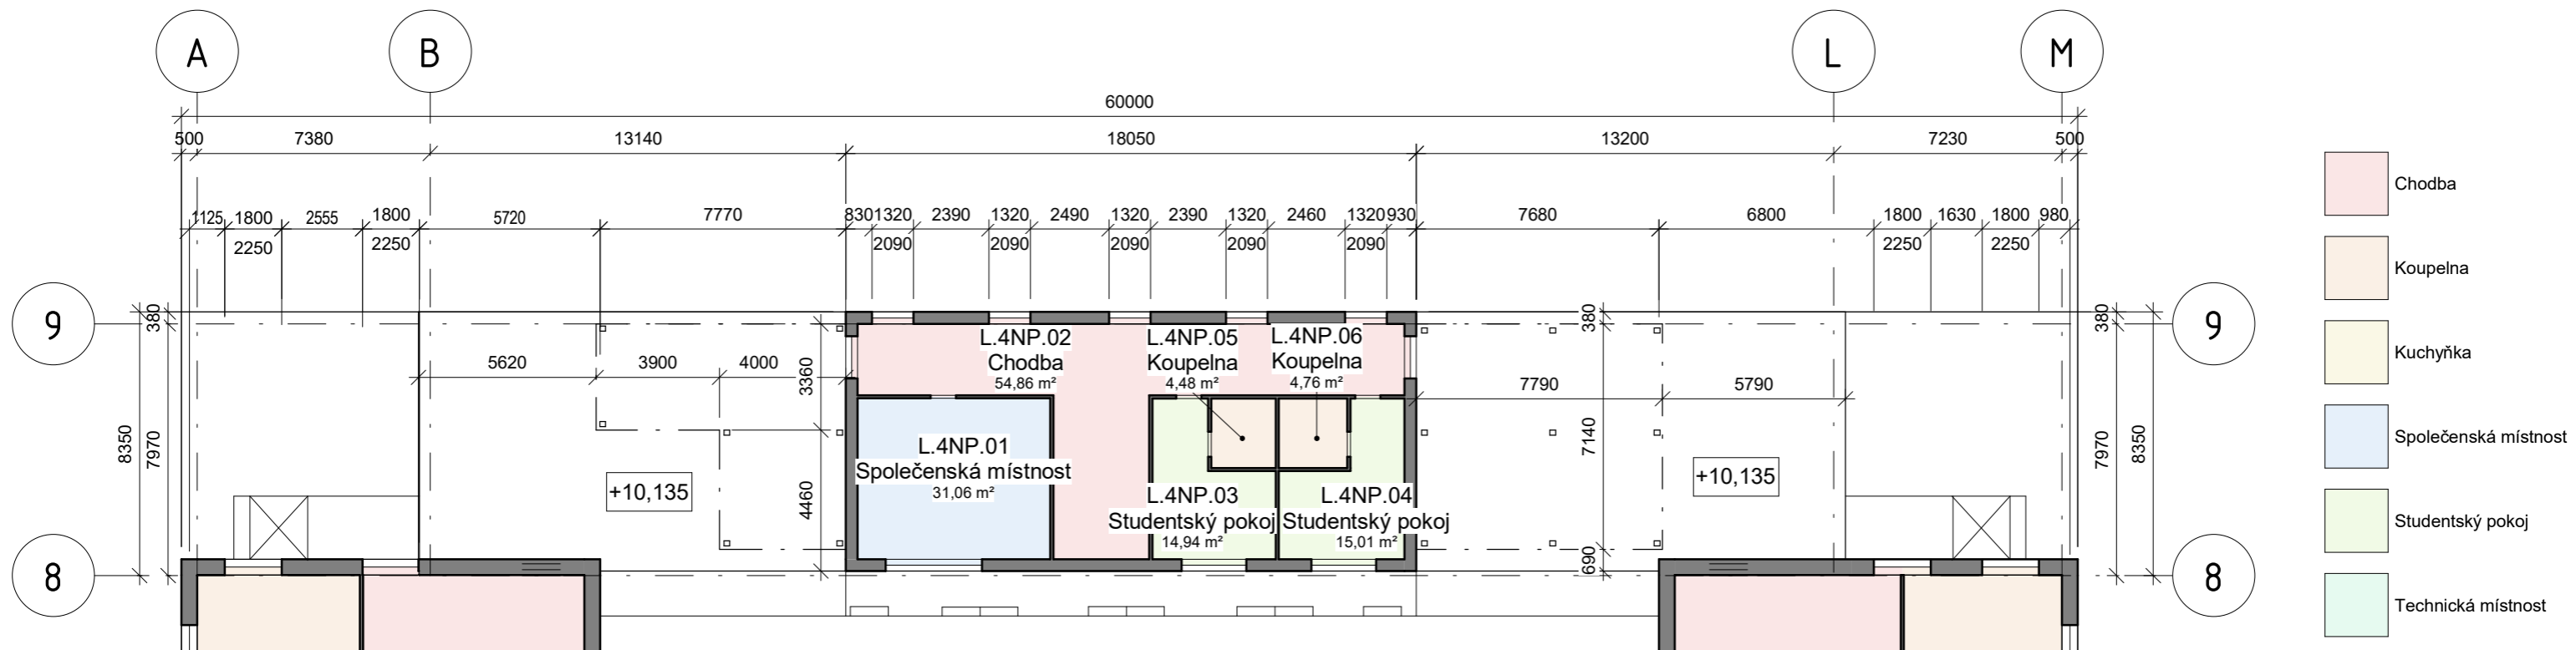 A B L M
60000
500 7380 13140 18050 13200 7230 500
1125 1800 2555 1800 5720 7770 830 1320 2390 1320 2490 1320 2390 1320 2460 1320 930 7680 6800 1800 1630 1800 980
2250 2250 2090 2090 2090 2090 2090 2250 2250
Chodba
Koupelna
Kuchyňka
Společenská místnost
Studentský pokoj
Technická místnost
9
8
380
8350
7970
5620 3900 4000
3360
4460
+10,135
L.4NP.02
Chodba
54,86 m²
L.4NP.05
Koupelna
4,48 m²
L.4NP.06
Koupelna
4,76 m²
L.4NP.01
Společenská místnost
31,06 m²
L.4NP.03
Studentský pokoj
14,94 m²
L.4NP.04
Studentský pokoj
15,01 m²
7790 5790
380
7140
690
+10,135
380
7970
8350
9
8